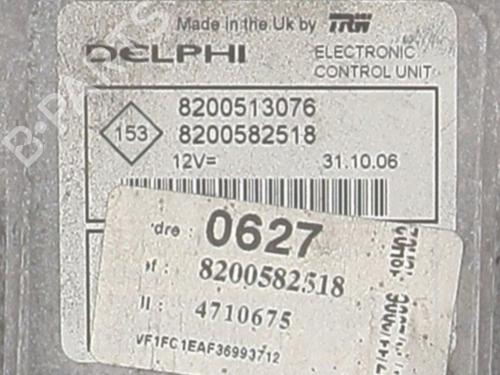 Made in the Uk by TRW
DELPHI
ELECTRONIC
CONTROL UNIT
8200513076
153
8200582518
12V=
31.10.06
dre : 0627
f : 8200582518
4710675
VF1FC1EAF36993712
B-PARTS